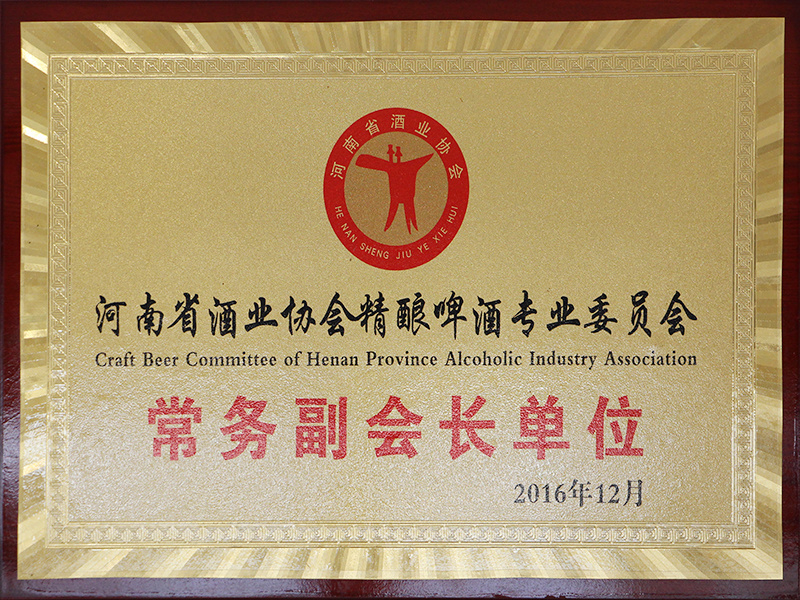 河南省酒业协会
HE NAN SHENG JIU YE XIE HUI
河南省酒业协会精酿啤酒专业委员会
Craft Beer Committee of Henan Province Alcoholic Industry Association
常务副会长单位
2016年12月